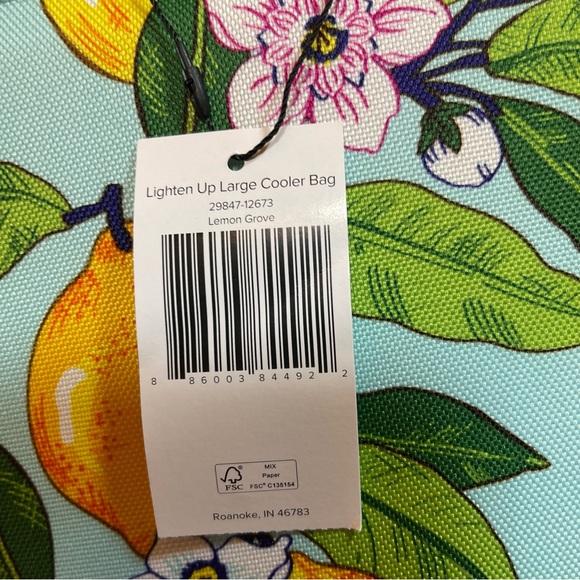 Lighten Up Large Cooler Bag
29847-12673
Lemon Grove
8 86003 84492 2
FSC
MIX
Paper
FSC® C135154
Roanoke, IN 46783